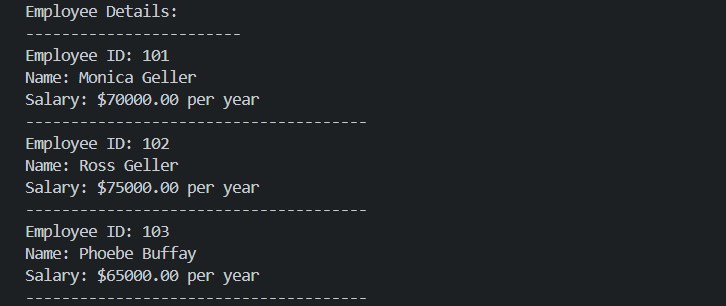 Employee Details:
------------------------
Employee ID: 101
Name: Monica Geller
Salary: $70000.00 per year
--------------------------------------
Employee ID: 102
Name: Ross Geller
Salary: $75000.00 per year
--------------------------------------
Employee ID: 103
Name: Phoebe Buffay
Salary: $65000.00 per year
--------------------------------------